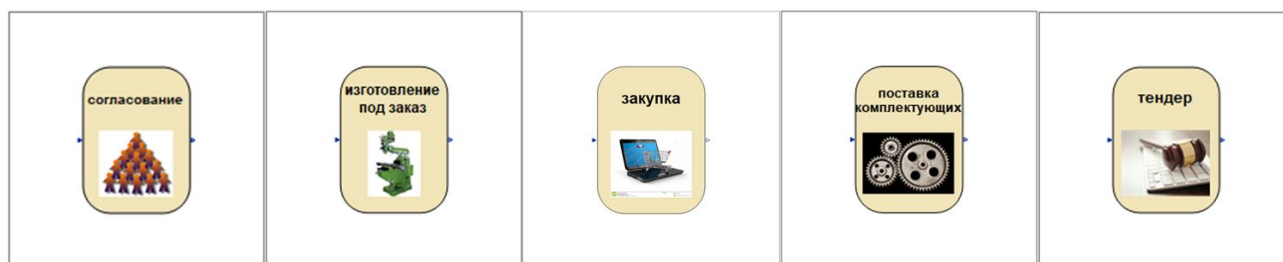 согласование
изготовление
под заказ
закупка
поставка
комплектующих
тендер